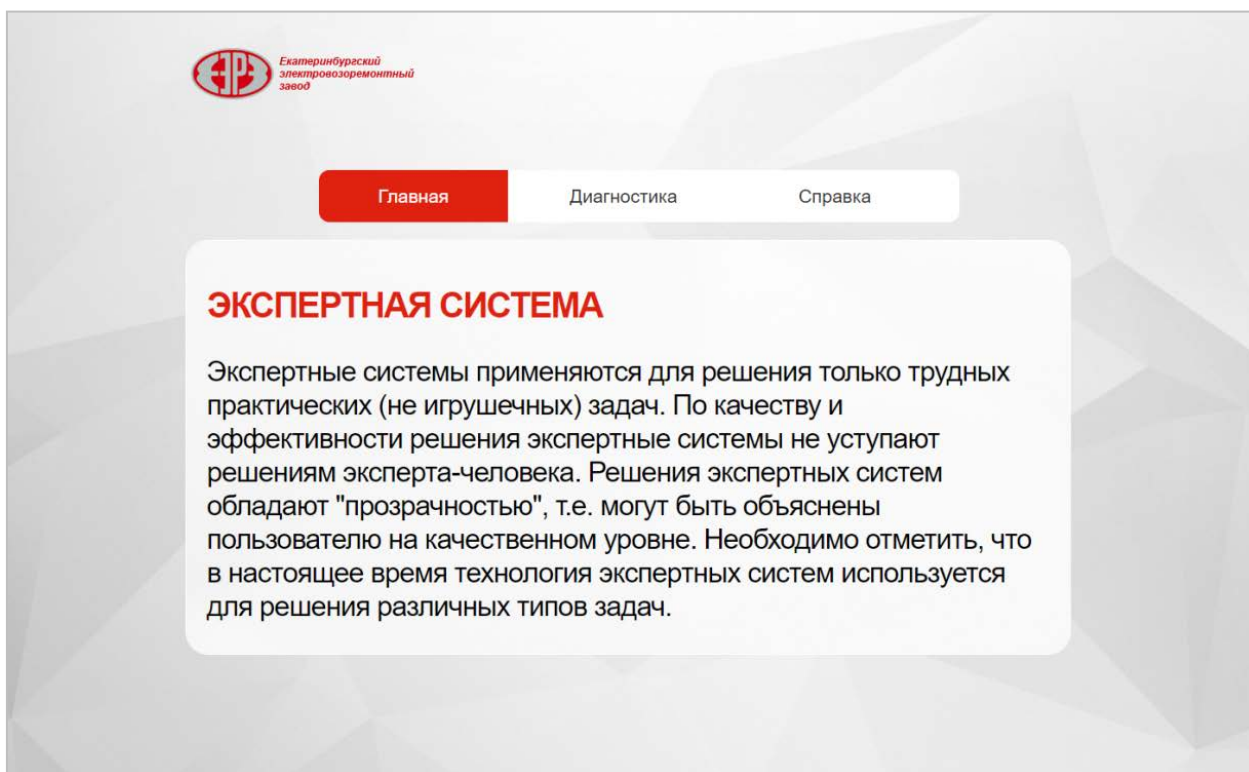 ЕЭРЗ
Екатеринбургский
электровозоремонтный
завод
Главная Диагностика Справка
ЭКСПЕРТНАЯ СИСТЕМА
Экспертные системы применяются для решения только трудных
практических (не игрушечных) задач. По качеству и
эффективности решения экспертные системы не уступают
решениям эксперта-человека. Решения экспертных систем
обладают "прозрачностью", т.е. могут быть объяснены
пользователю на качественном уровне. Необходимо отметить, что
в настоящее время технология экспертных систем используется
для решения различных типов задач.